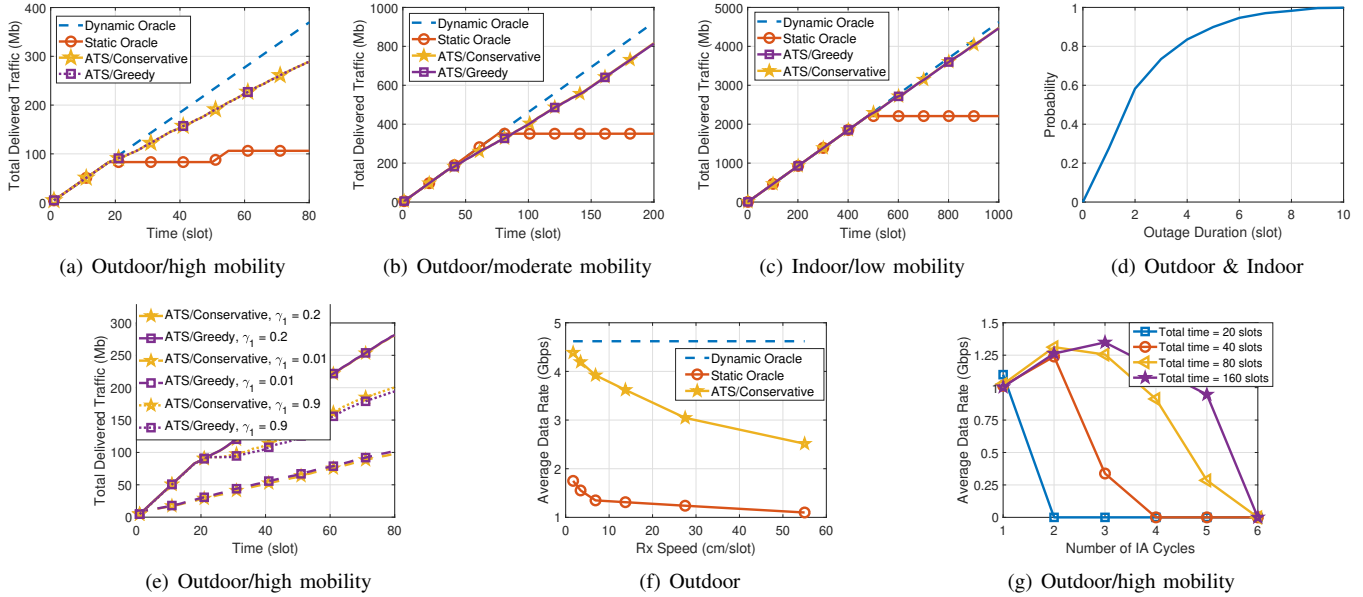 400
300
200
100
0
0
20
40
60
80
Total Delivered Traffic (Mb)
Time (slot)
Dynamic Oracle
Static Oracle
ATS/Conservative
ATS/Greedy
(a) Outdoor/high mobility
1000
800
600
400
200
0
0
50
100
150
200
Total Delivered Traffic (Mb)
Time (slot)
Dynamic Oracle
Static Oracle
ATS/Conservative
ATS/Greedy
(b) Outdoor/moderate mobility
5000
4000
3000
2000
1000
0
0
200
400
600
800
1000
Total Delivered Traffic (Mb)
Time (slot)
Dynamic Oracle
Static Oracle
ATS/Greedy
ATS/Conservative
(c) Indoor/low mobility
1
0.8
0.6
0.4
0.2
0
0
2
4
6
8
10
Probability
Outage Duration (slot)
(d) Outdoor & Indoor
300
250
200
150
100
50
0
1
21
41
61
80
Total Delivered Traffic (Mb)
Time (slot)
ATS/Conservative, γ1 = 0.2
ATS/Greedy, γ1 = 0.2
ATS/Conservative, γ1 = 0.01
ATS/Greedy, γ1 = 0.01
ATS/Conservative, γ1 = 0.9
ATS/Greedy, γ1 = 0.9
(e) Outdoor/high mobility
5
4
3
2
1
0
10
20
30
40
50
60
Average Data Rate (Gbps)
Rx Speed (cm/slot)
Dynamic Oracle
Static Oracle
ATS/Conservative
(f) Outdoor
1.5
1.25
1
0.75
0.5
0.25
0
1
2
3
4
5
6
Average Data Rate (Gbps)
Number of IA Cycles
Total time = 20 slots
Total time = 40 slots
Total time = 80 slots
Total time = 160 slots
(g) Outdoor/high mobility